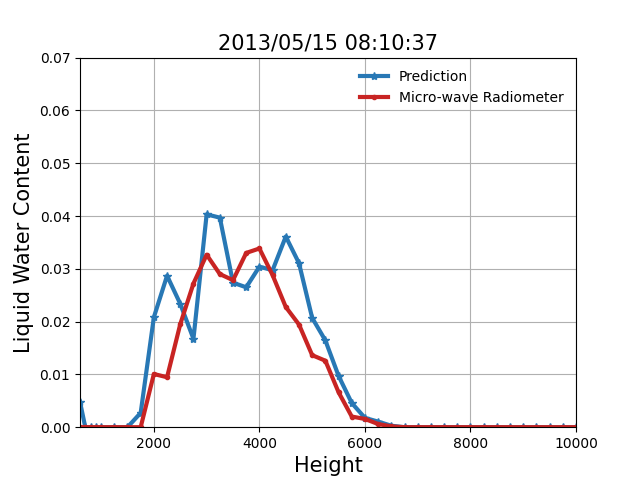 2013/05/15 08:10:37
0.07
0.06
0.05
0.04
0.03
0.02
0.01
0.00
Liquid Water Content
Prediction
Micro-wave Radiometer
2000 4000 6000 8000 10000
Height